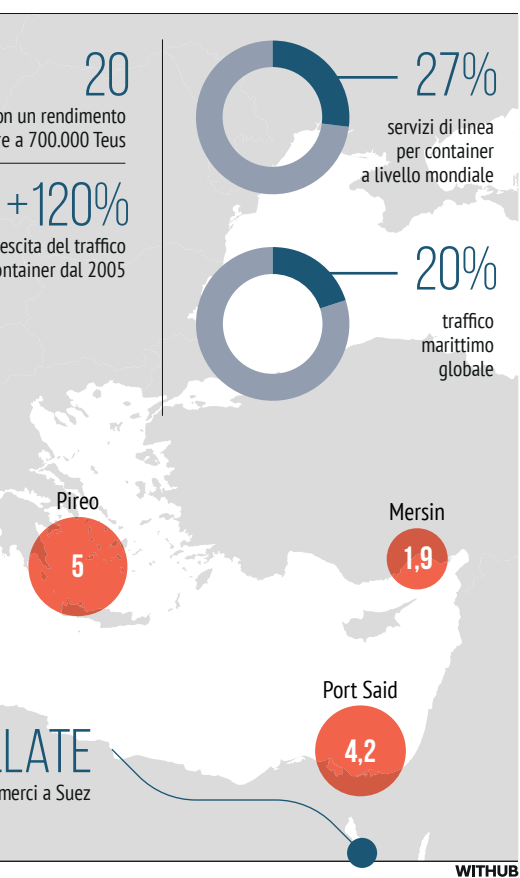 20
on un rendimento
re a 700.000 Teus
+120%
escita del traffico
ontainer dal 2005
27%
servizi di linea
per container
a livello mondiale
20%
traffico
marittimo
globale
Pireo
5
Mersin
1,9
Port Said
4,2
LLATE
merci a Suez
WITHUB